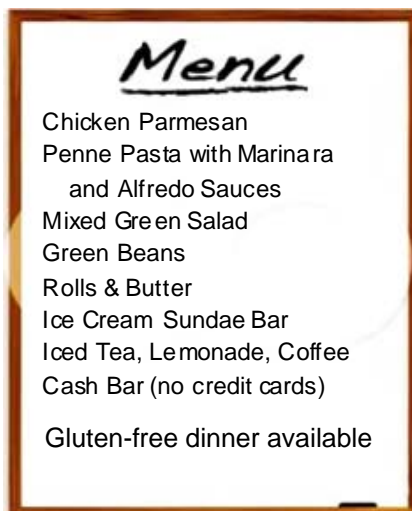 Menu
Chicken Parmesan
Penne Pasta with Marinara
and Alfredo Sauces
Mixed Green Salad
Green Beans
Rolls & Butter
Ice Cream Sundae Bar
Iced Tea, Lemonade, Coffee
Cash Bar (no credit cards)
Gluten-free dinner available